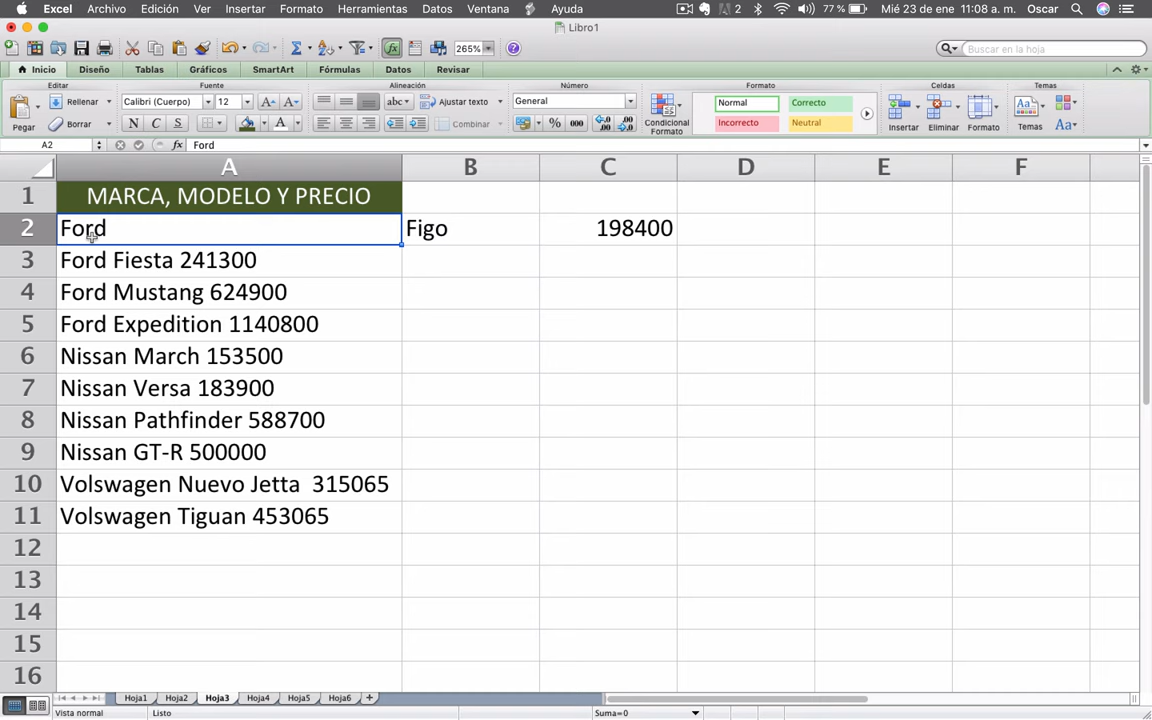 Excel Archivo Edición Ver Insertar Formato Herramientas Datos Ventana Ayuda 2 77 % Mié 23 de ene 11:08 a. m. Oscar
Libro1
265% Buscar en la hoja
Inicio Diseño Tablas Gráficos SmartArt Fórmulas Datos Revisar
Editar Fuente Alineación Número Formato Celdas Temas
Rellenar Calibri (Cuerpo) 12 A A abc Ajustar texto General Normal Correcto
Pegar Borrar N C S A Combinar % 000 Condicional Formato Incorrecto Neutral Insertar Eliminar Formato Temas Aa
A2 fx Ford
A B C D E F
1 MARCA, MODELO Y PRECIO
2 Ford Figo 198400
3 Ford Fiesta 241300
4 Ford Mustang 624900
5 Ford Expedition 1140800
6 Nissan March 153500
7 Nissan Versa 183900
8 Nissan Pathfinder 588700
9 Nissan GT-R 500000
10 Volswagen Nuevo Jetta 315065
11 Volswagen Tiguan 453065
12
13
14
15
16
Hoja1 Hoja2 Hoja3 Hoja4 Hoja5 Hoja6
Vista normal Listo Suma=0